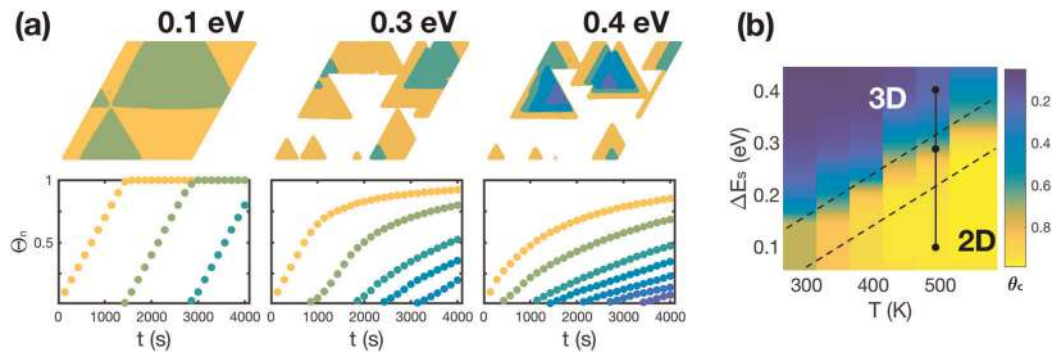 (a) 0.1 eV 0.3 eV 0.4 eV
1
0.5
Θn
0 1000 2000 3000 4000
t (s)
0 1000 2000 3000 4000
t (s)
0 1000 2000 3000 4000
t (s)
(b)
0.4
0.3
0.2
0.1
ΔEs (eV)
3D
2D
300 400 500
T (K)
0.2
0.4
0.6
0.8
θc